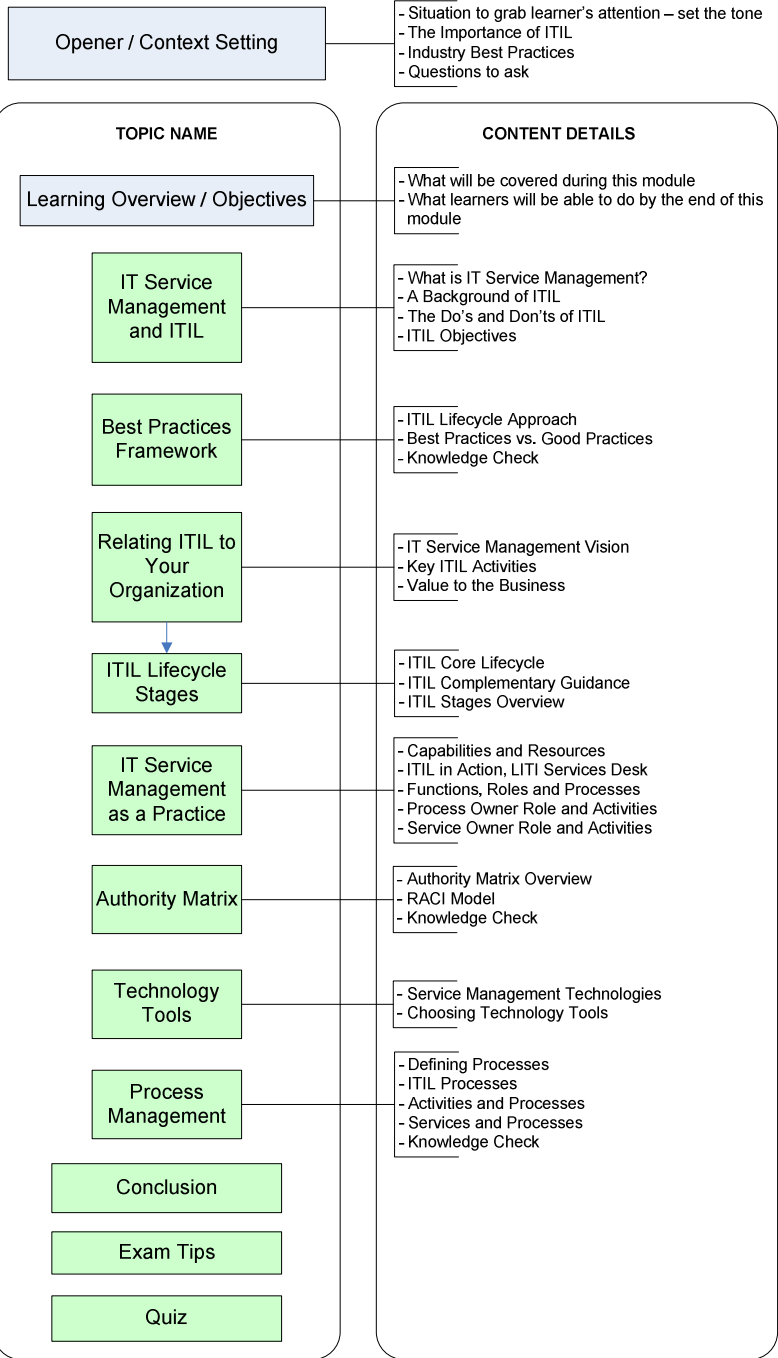 Opener / Context Setting
- Situation to grab learner’s attention – set the tone
- The Importance of ITIL
- Industry Best Practices
- Questions to ask
TOPIC NAME
CONTENT DETAILS
Learning Overview / Objectives
- What will be covered during this module
- What learners will be able to do by the end of this
module
IT Service
Management
and ITIL
- What is IT Service Management?
- A Background of ITIL
- The Do’s and Don’ts of ITIL
- ITIL Objectives
Best Practices
Framework
- ITIL Lifecycle Approach
- Best Practices vs. Good Practices
- Knowledge Check
Relating ITIL to
Your
Organization
- IT Service Management Vision
- Key ITIL Activities
- Value to the Business
ITIL Lifecycle
Stages
- ITIL Core Lifecycle
- ITIL Complementary Guidance
- ITIL Stages Overview
IT Service
Management
as a Practice
- Capabilities and Resources
- ITIL in Action, LITI Services Desk
- Functions, Roles and Processes
- Process Owner Role and Activities
- Service Owner Role and Activities
Authority Matrix
- Authority Matrix Overview
- RACI Model
- Knowledge Check
Technology
Tools
- Service Management Technologies
- Choosing Technology Tools
Process
Management
- Defining Processes
- ITIL Processes
- Activities and Processes
- Services and Processes
- Knowledge Check
Conclusion
Exam Tips
Quiz